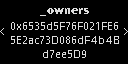 _owners
< 0x6535d5F76F021FE6 >
5E2ac73D086dF4b4B
d7ee5D9